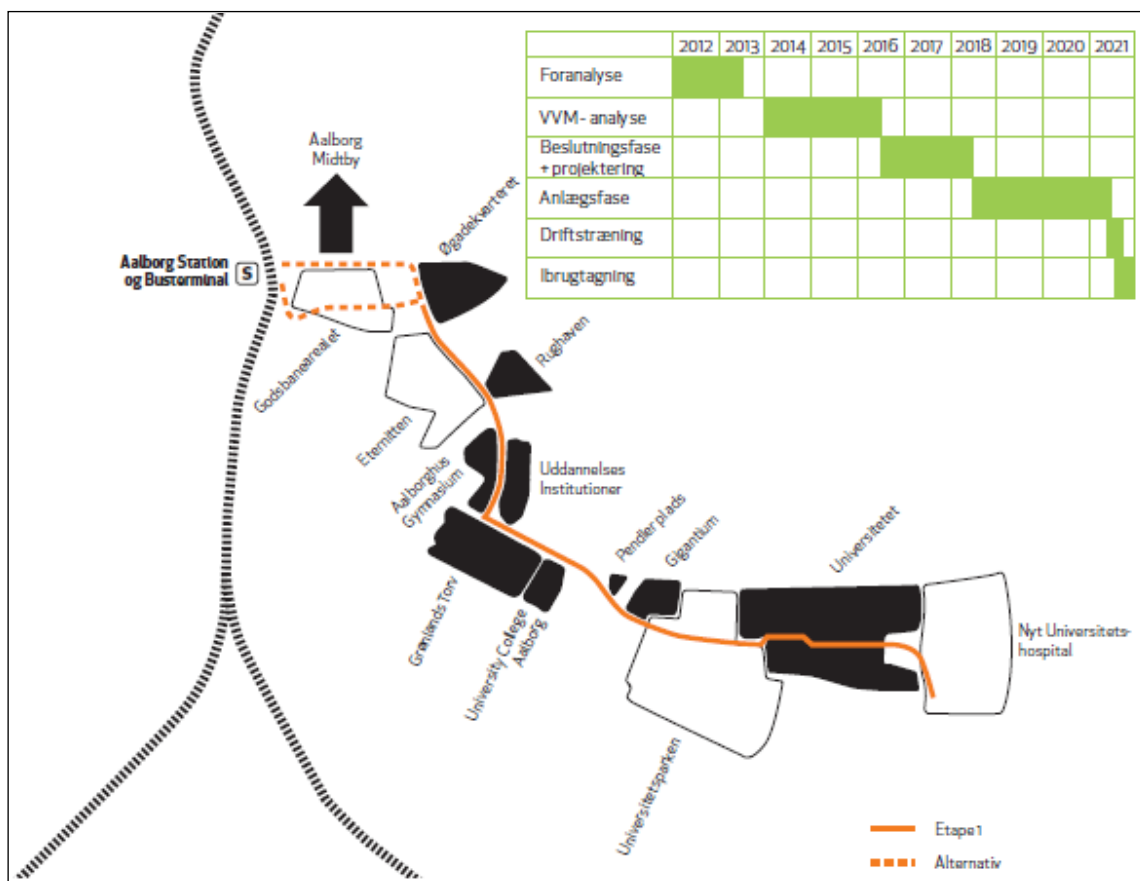 2012 2013 2014 2015 2016 2017 2018 2019 2020 2021
Foranalyse
VVM- analyse
Beslutningsfase
+ projektering
Anlægsfase
Driftstræning
Ibrugtagning
Aalborg
Midtby
Øgadekvarteret
Aalborg Station
og Busterminal
S
Godsbanearealet
Rughaven
Eternitten
Aalborghus
Gymnasium
Uddannelses
Institutioner
Pendler plads
Gigantium
Universitetet
Grønlands Torv
University College
Aalborg
Nyt Universitets-
hospital
Universitetsparken
Etape 1
Alternativ